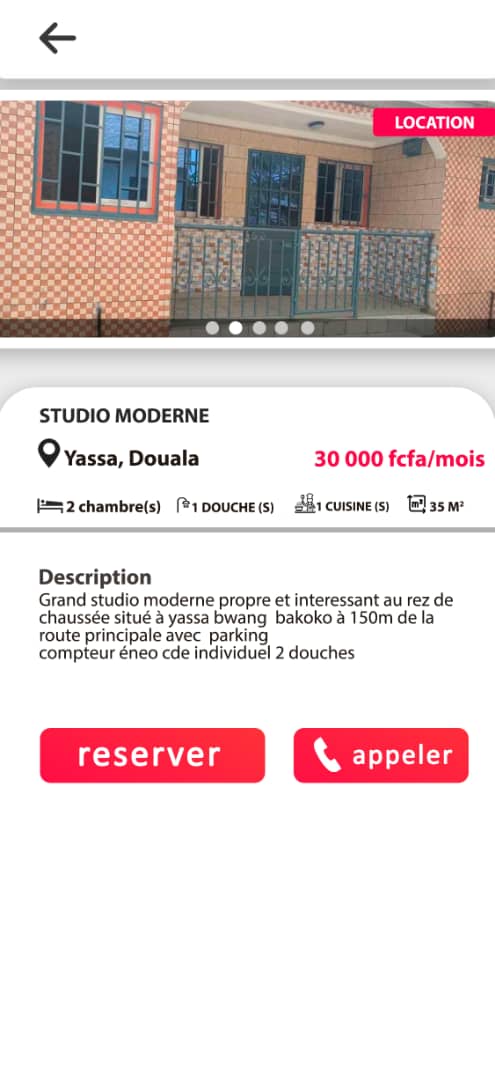 LOCATION
STUDIO MODERNE
Yassa, Douala
30 000 fcfa/mois
2 chambre(s) 1 DOUCHE (S) 1 CUISINE (S) m² 35 M²
Description
Grand studio moderne propre et interessant au rez de
chaussée situé à yassa bwang bakoko à 150m de la
route principale avec parking
compteur éneo cde individuel 2 douches
reserver
appeler